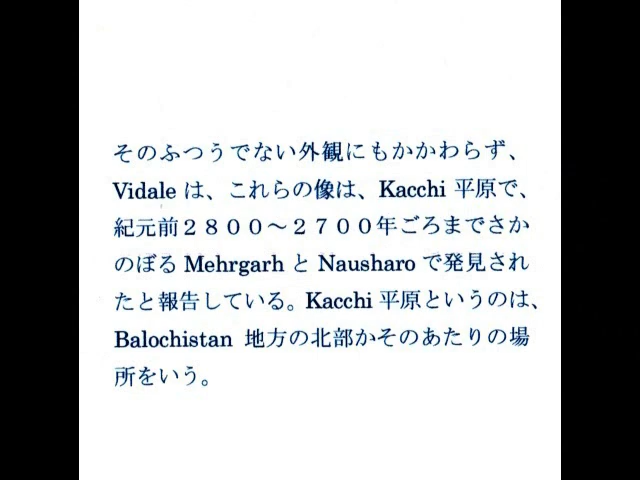 そのふつうでない外観にもかかわらず、
Vidale は、これらの像は、Kacchi 平原で、
紀元前２８００～２７００年ごろまでさか
のぼる Mehrgarh と Nausharo で発見され
たと報告している。Kacchi 平原というのは、
Balochistan 地方の北部かそのあたりの場
所をいう。